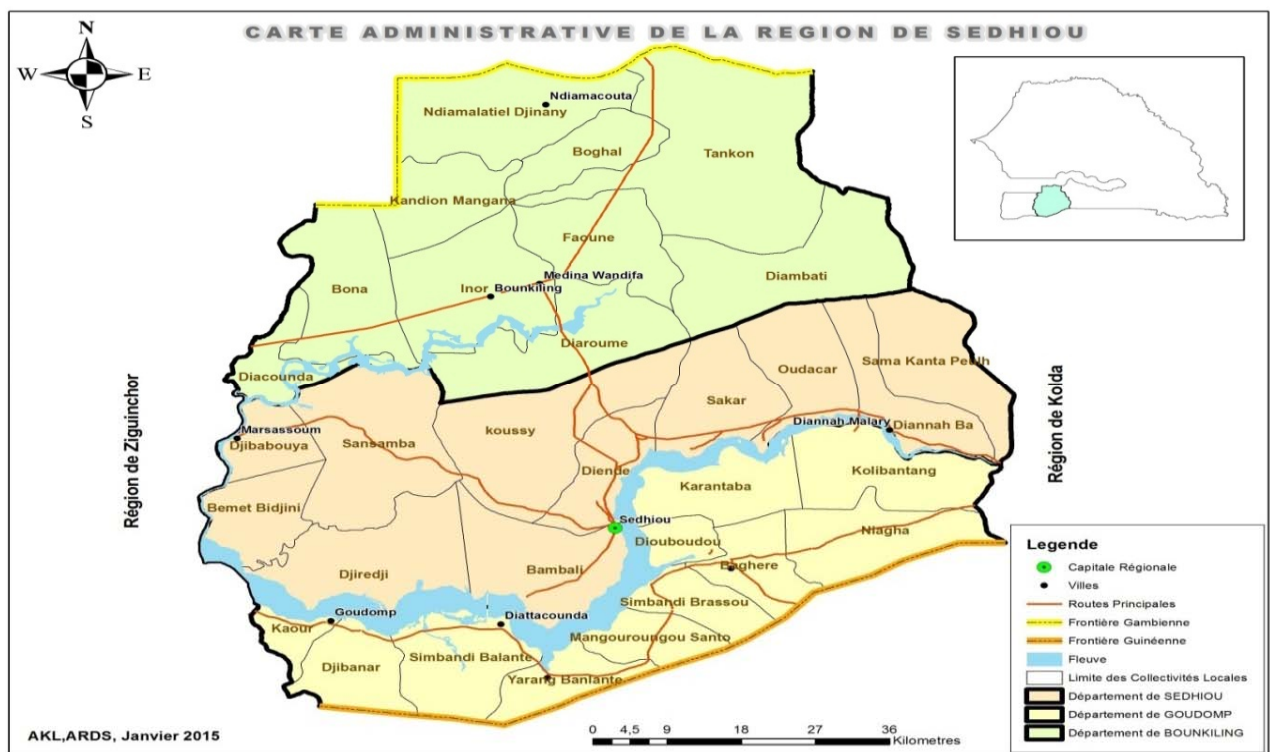 CARTE ADMINISTRATIVE DE LA REGION DE SEDHIOU
N
W
E
S
Ndiamacouta
Ndiamalatiel Djinany
Boghal
Tankon
Kandion Mangana
Faoune
Medina Wandifa
Diambati
Bona
Inor
Bounkiling
Diaroume
Diacounda
Sama Kanta Peulh
Oudacar
Sakar
Région de Ziguinchor
Région de Kolda
Marsassoum
Djibabouya
Sansamba
koussy
Diannah Malary
Diannah Ba
Diende
Kolibantang
Karantaba
Bemet Bidjini
Sedhiou
Niagha
Diouboudou
Djiredji
Bambali
Baghere
Simbandi Brassou
Goudomp
Diattacounda
Kaour
Mangouroungou Santo
Djibanar
Simbandi Balante
Yarang Banlante
Legende
Capitale Régionale
Villes
Routes Principales
Frontière Gambienne
Frontière Guinéenne
Fleuve
Limite des Collectivités Locales
Département de SEDHIOU
Département de GOUDOMP
Département de BOUNKILING
AKL,ARDS, Janvier 2015
0 4,5 9 18 27 36
Kilometres